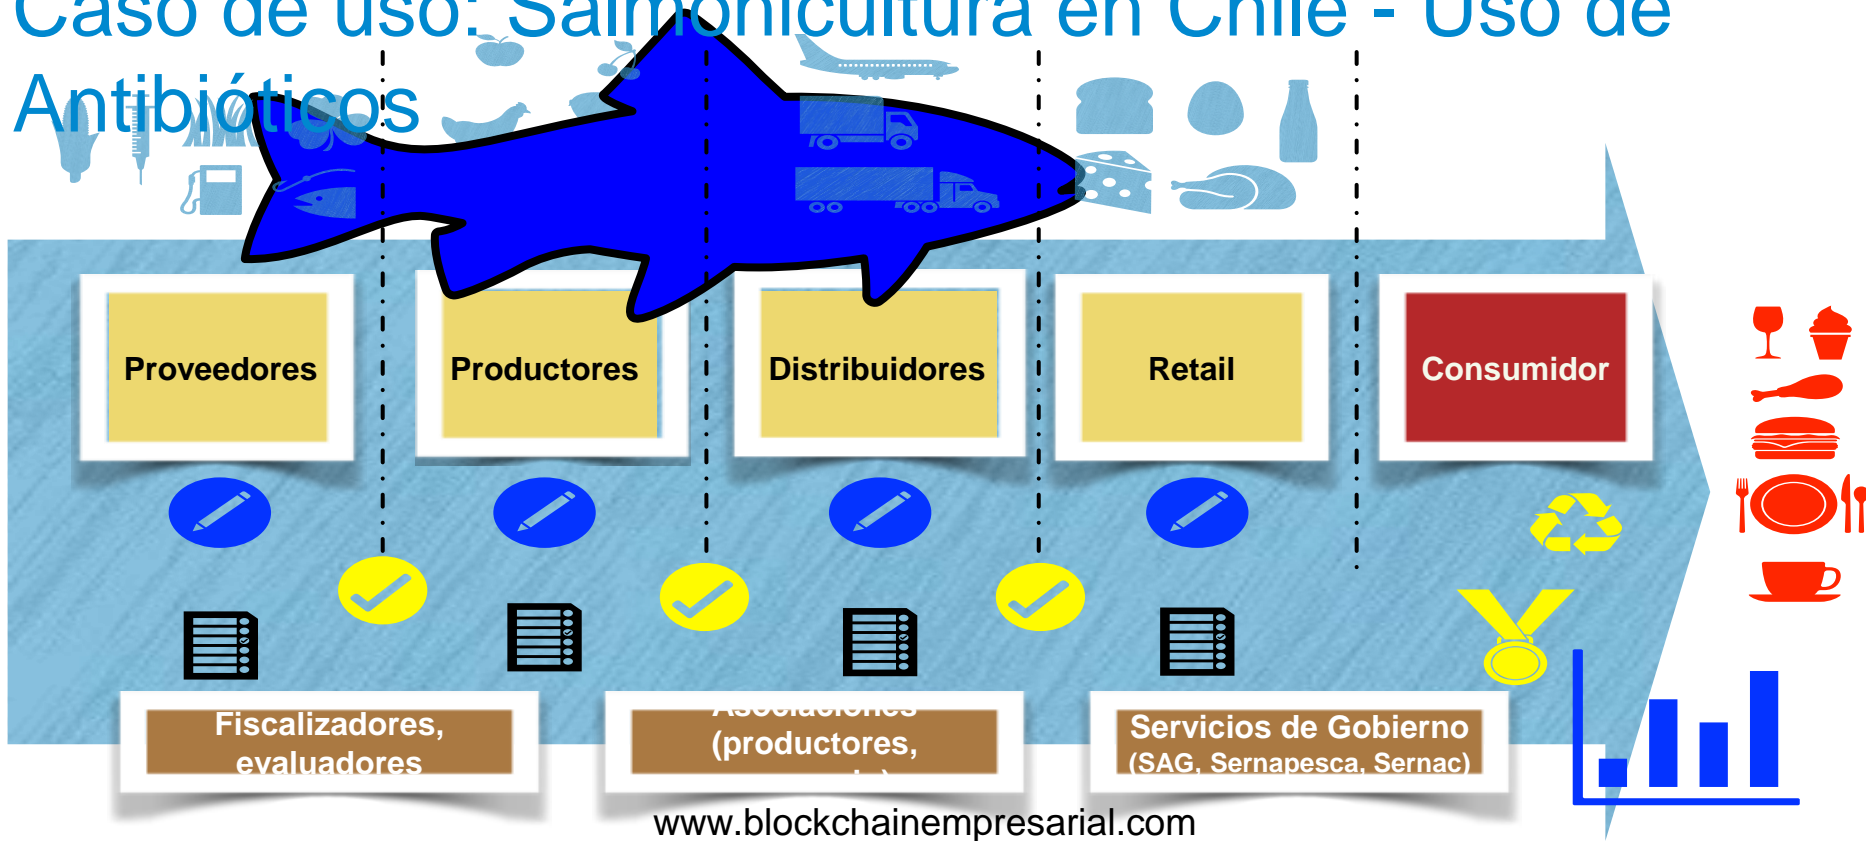 Caso de uso: Salmonicultura en Chile - Uso de
Antibióticos
Proveedores
Productores
Distribuidores
Retail
Consumidor
Fiscalizadores,
evaluadores
Asociaciones
(productores,
Servicios de Gobierno
(SAG, Sernapesca, Sernac)
www.blockchainempresarial.com